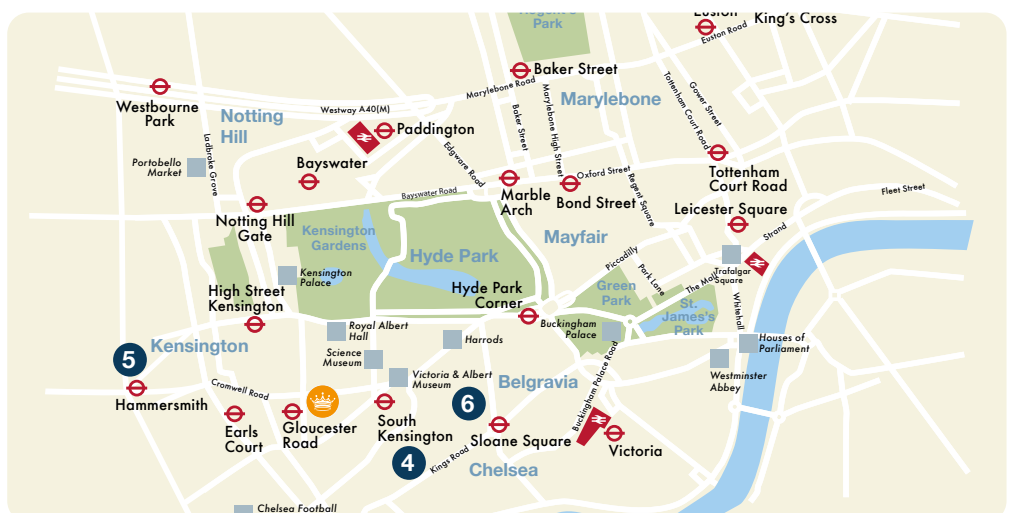 Regent's
Park
Euston
King's Cross
Euston Road
Baker Street
Marylebone Road
Marylebone
Westbourne
Park
Notting
Hill
Westway A40(M)
Paddington
Tottenham Court Road
Gower Street
Baker Street
Marylebone High Street
Portobello
Market
Ladbroke Grove
Bayswater
Edgware Road
Tottenham
Court Road
Bayswater Road
Marble
Arch
Oxford Street
Bond Street
Regent Square
Fleet Street
Notting Hill
Gate
Leicester Square
Kensington
Gardens
Hyde Park
Mayfair
Strand
Piccadilly
Park Lane
Trafalgar
Square
Kensington
Palace
High Street
Kensington
Hyde Park
Corner
Green
Park
The Mall
St.
James's
Park
Whitehall
Royal Albert
Hall
Buckingham
Palace
Harrods
Houses of
Parliament
Kensington
5
Science
Museum
Victoria & Albert
Museum
Belgravia
Buckingham Palace Road
Westminster
Abbey
Hammersmith
Cromwell Road
Earls
Court
Gloucester
Road
South
Kensington
6
Sloane Square
Victoria
4
Kings Road
Chelsea
Chelsea Football